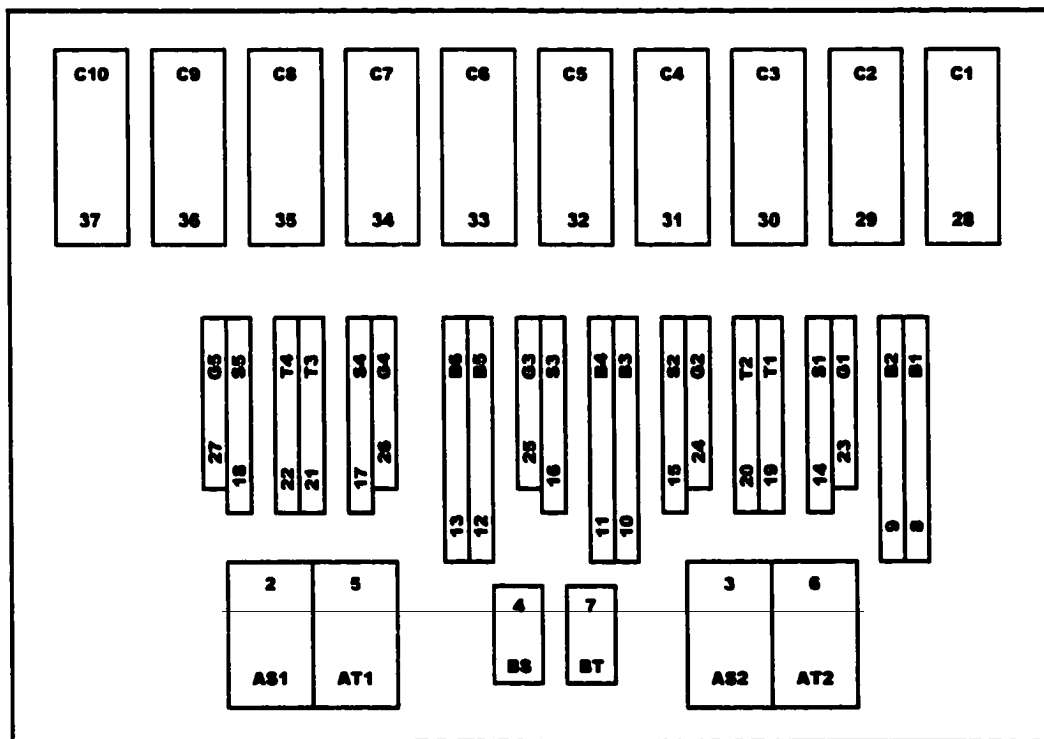 C10 C9 C8 C7 C6 C5 C4 C3 C2 C1
37 36 35 34 33 32 31 30 29 28
G5 S5 T4 T3 S4 G4 B6 B5 G3 S3 B4 B3 S2 G2 T2 T1 S1 G1 B2 B1
27 18 22 21 17 26 13 12 25 16 11 10 15 24 20 19 14 23 9 8
2 5 4 7 3 6
AS1 AT1 BS BT AS2 AT2